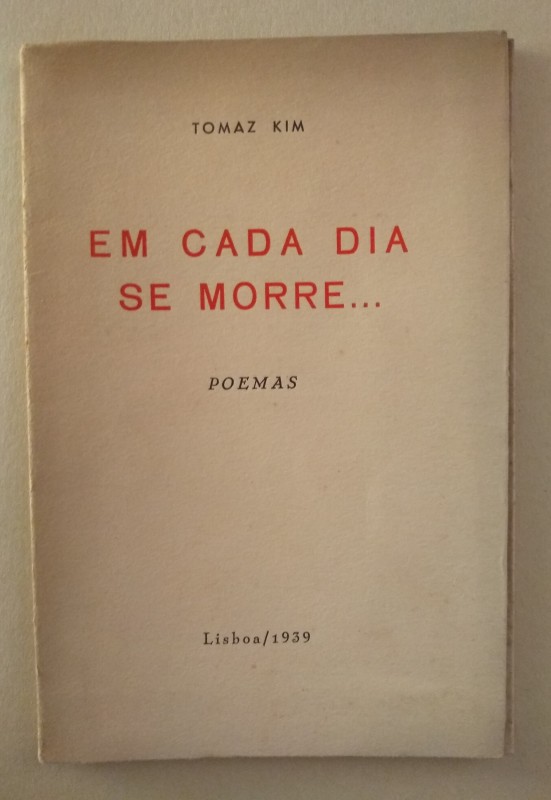 TOMAZ KIM
EM CADA DIA
SE MORRE...
POEMAS
Lisboa/1939